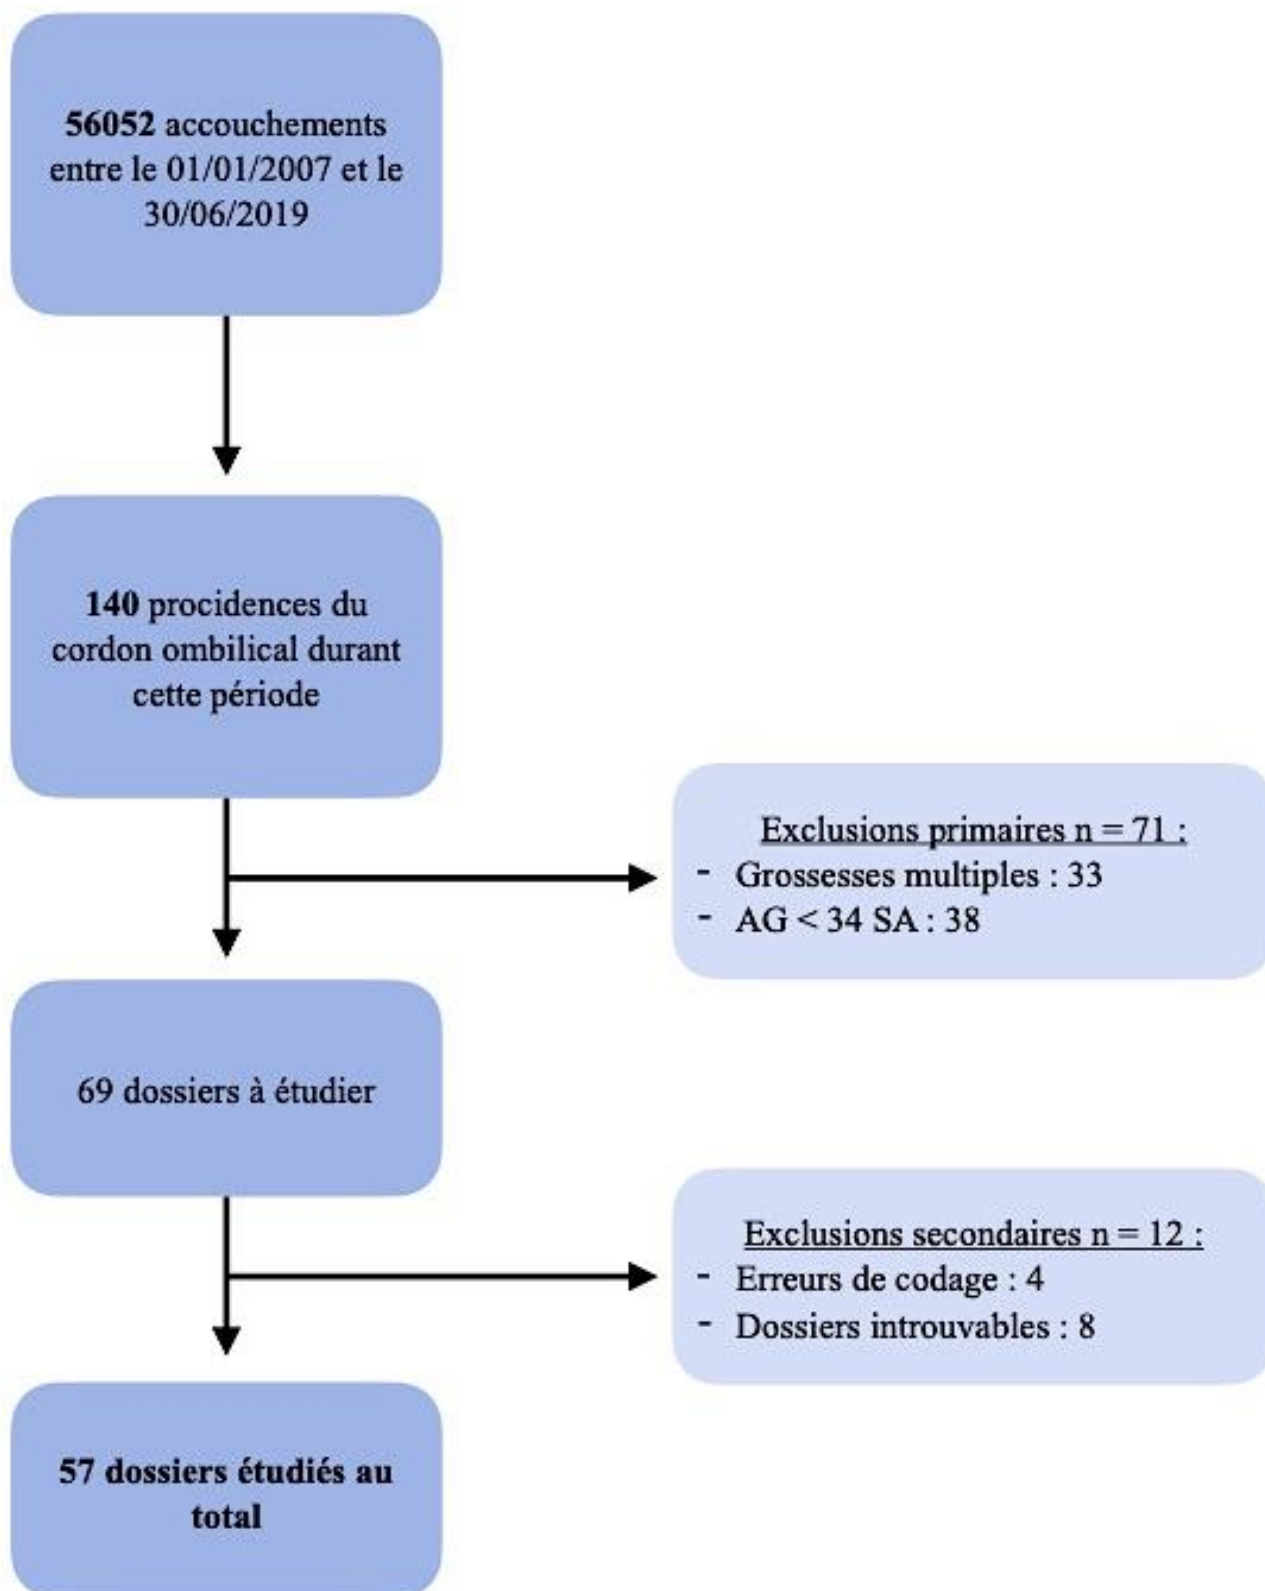 56052 accouchements
entre le 01/01/2007 et le
30/06/2019
140 procidences du
cordon ombilical durant
cette période
Exclusions primaires n = 71 :
- Grossesses multiples : 33
- AG < 34 SA : 38
69 dossiers à étudier
Exclusions secondaires n = 12 :
- Erreurs de codage : 4
- Dossiers introuvables : 8
57 dossiers étudiés au
total